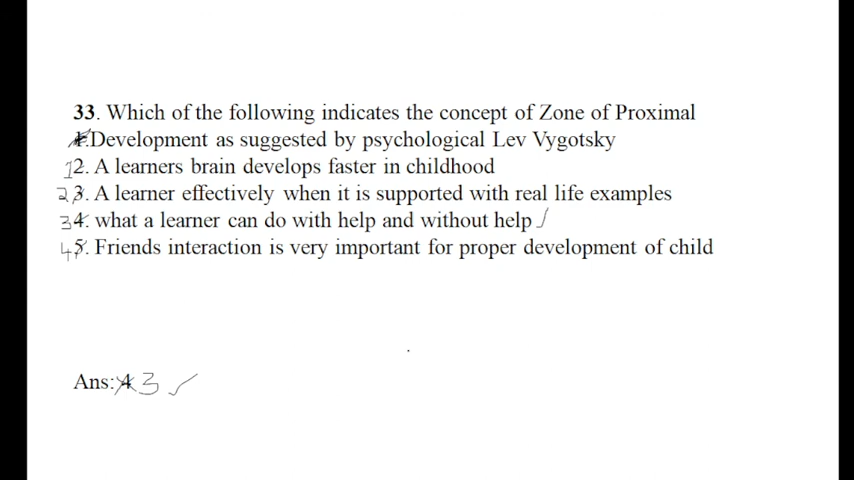 33. Which of the following indicates the concept of Zone of Proximal
1.Development as suggested by psychological Lev Vygotsky
1 2. A learners brain develops faster in childhood
2 3. A learner effectively when it is supported with real life examples
3 4. what a learner can do with help and without help
4 5. Friends interaction is very important for proper development of child
Ans: 4 3